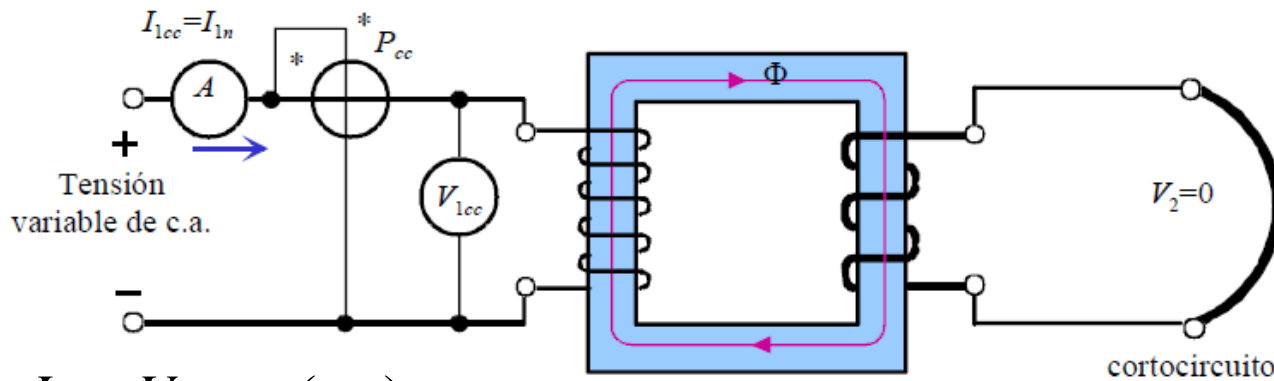 I1cc=I1n
*
*
Pcc
A
Φ
+
Tensión
variable de c.a.
V1cc
V2=0
−
cortocircuito